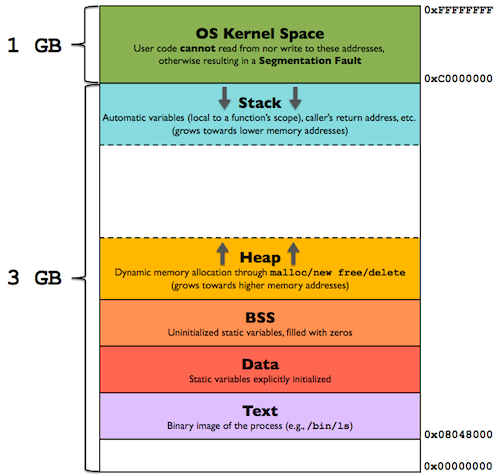 0xFFFFFFFF
OS Kernel Space
1 GB
User code cannot read from nor write to these addresses,
otherwise resulting in a Segmentation Fault
0xC0000000
Stack
Automatic variables (local to a function's scope), caller's return address, etc.
(grows towards lower memory addresses)
Heap
3 GB
Dynamic memory allocation through malloc/new free/delete
(grows towards higher memory addresses)
BSS
Uninitialized static variables, filled with zeros
Data
Static variables explicitly initialized
Text
Binary image of the process (e.g., /bin/ls)
0x08048000
0x00000000